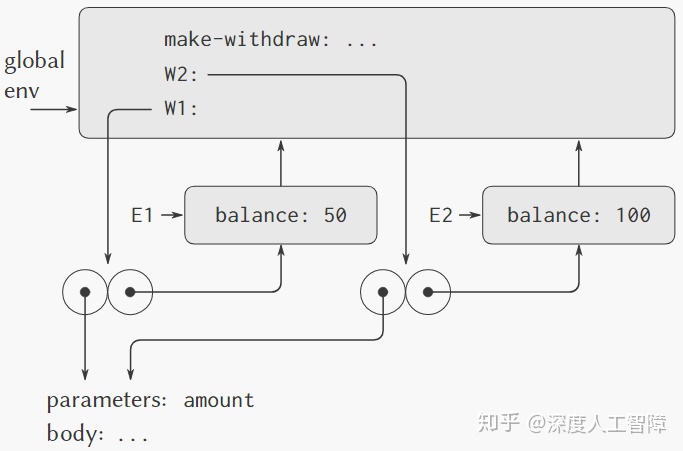 make-withdraw: ...
global
env
W2:
W1:
E1
balance: 50
E2
balance: 100
parameters: amount
body: ...
知乎 @深度人工智障